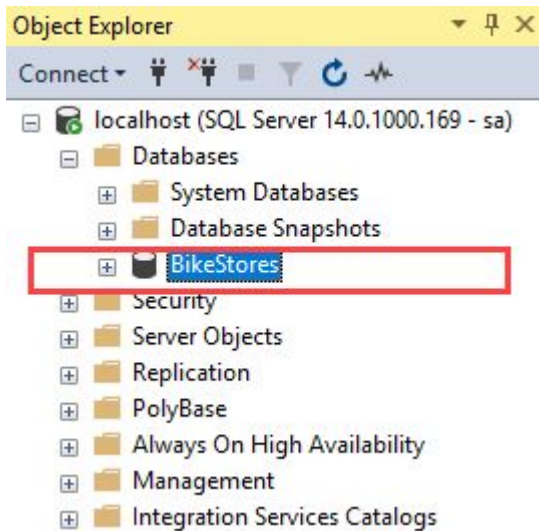 Object Explorer
Connect
localhost (SQL Server 14.0.1000.169 - sa)
Databases
System Databases
Database Snapshots
BikeStores
Security
Server Objects
Replication
PolyBase
Always On High Availability
Management
Integration Services Catalogs